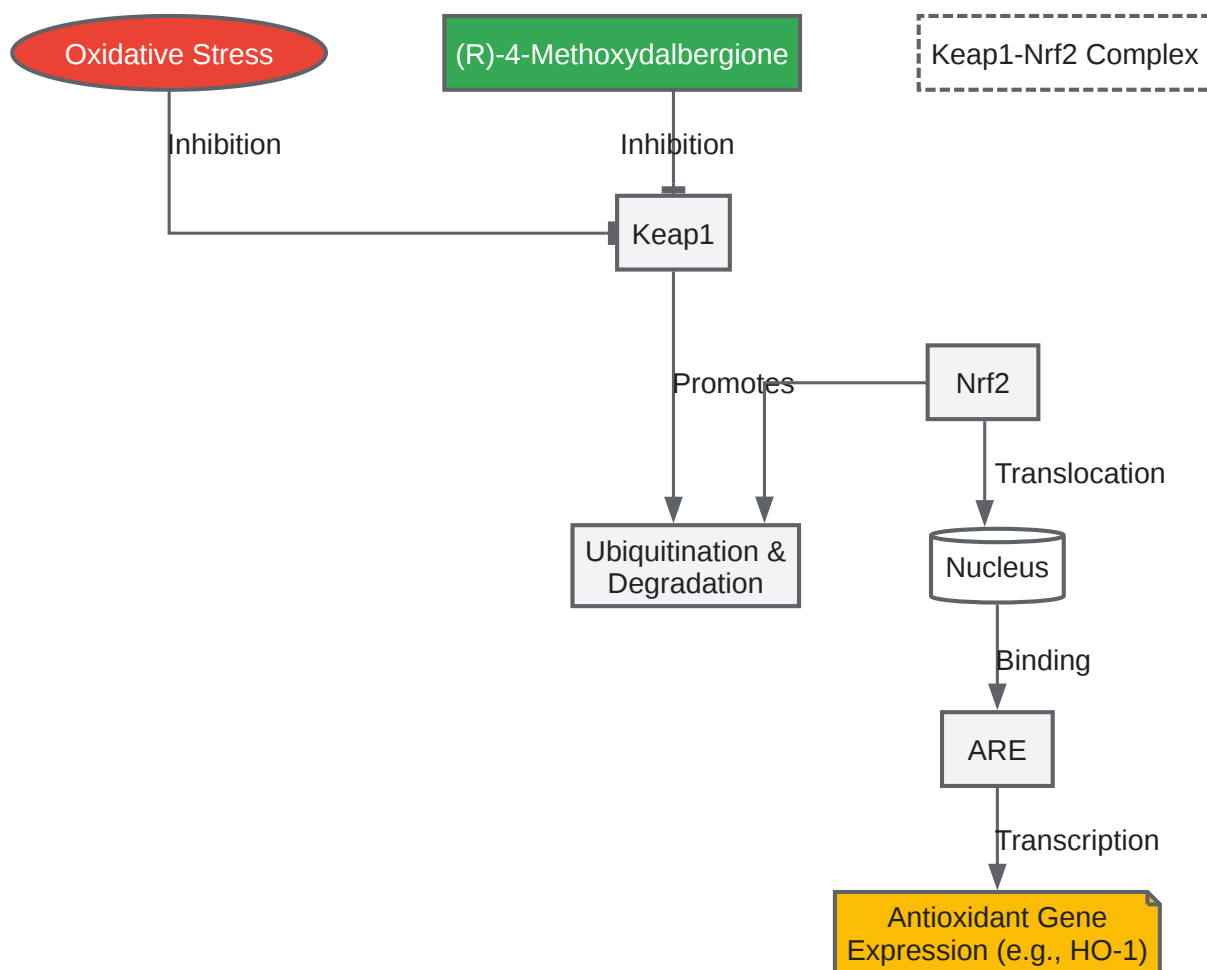 Oxidative Stress
(R)-4-Methoxydalbergione
Keap1-Nrf2 Complex
Inhibition
Inhibition
Keap1
Promotes
Nrf2
Translocation
Ubiquitination &
Degradation
Nucleus
Binding
ARE
Transcription
Antioxidant Gene
Expression (e.g., HO-1)